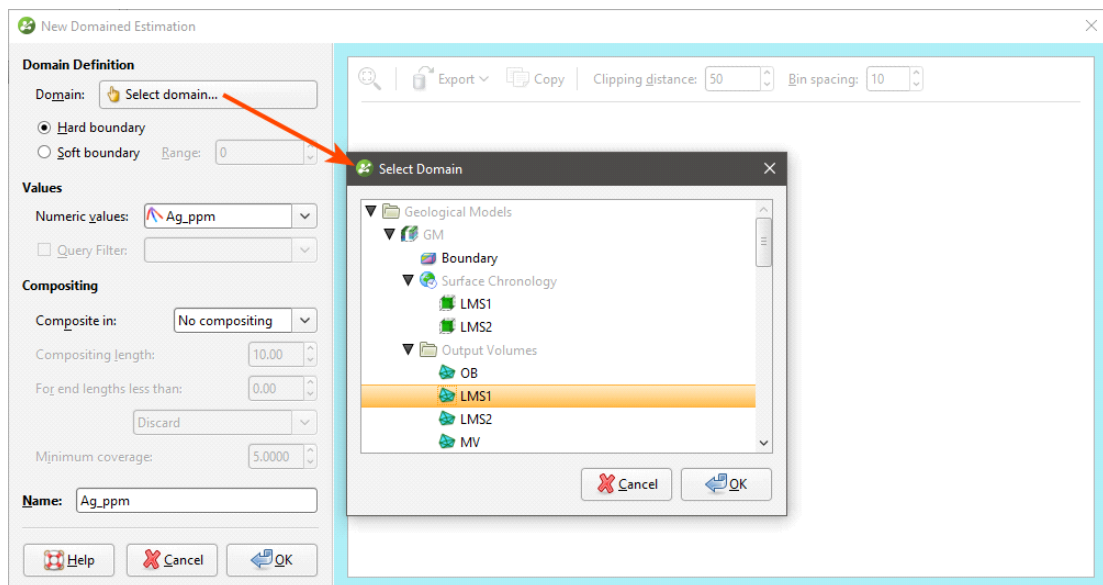 New Domained Estimation
Domain Definition
Domain: Select domain...
Hard boundary
Soft boundary Range: 0
Values
Numeric values: Ag_ppm
Query Filter:
Compositing
Composite in: No compositing
Compositing length: 10.00
For end lengths less than: 0.00
Discard
Minimum coverage: 5.0000
Name: Ag_ppm
Help Cancel OK
Export Copy Clipping distance: 50 Bin spacing: 10
Select Domain
Geological Models
GM
Boundary
Surface Chronology
LMS1
LMS2
Output Volumes
OB
LMS1
LMS2
MV
Cancel OK